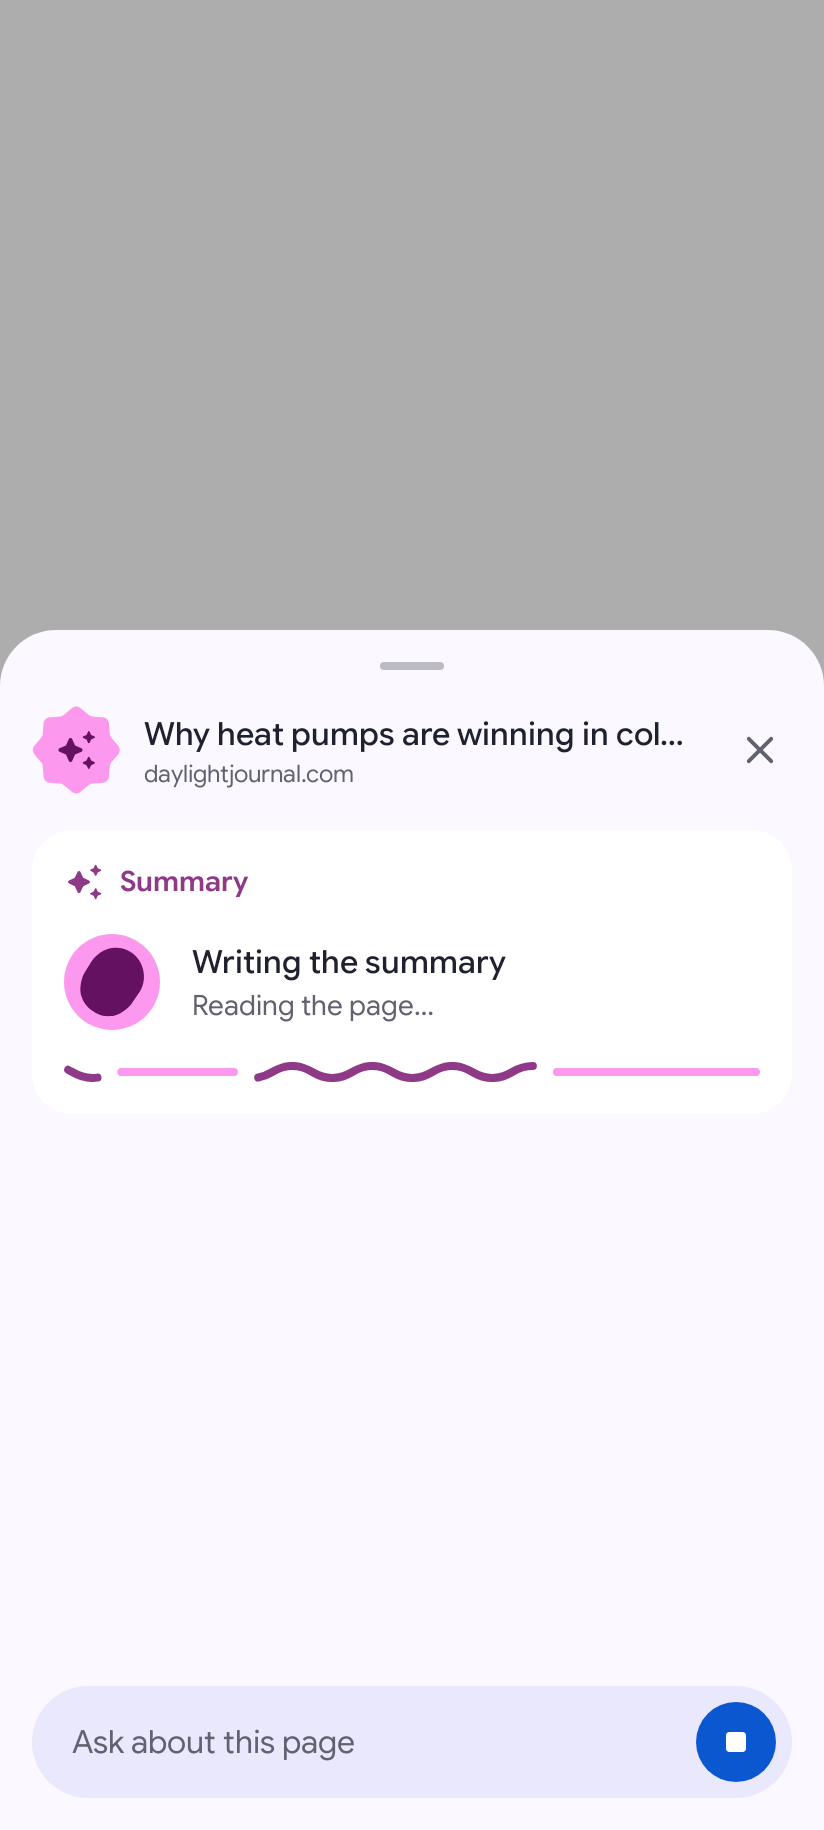 Why heat pumps are winning in col...
daylightjournal.com
Summary
Writing the summary
Reading the page...
Ask about this page